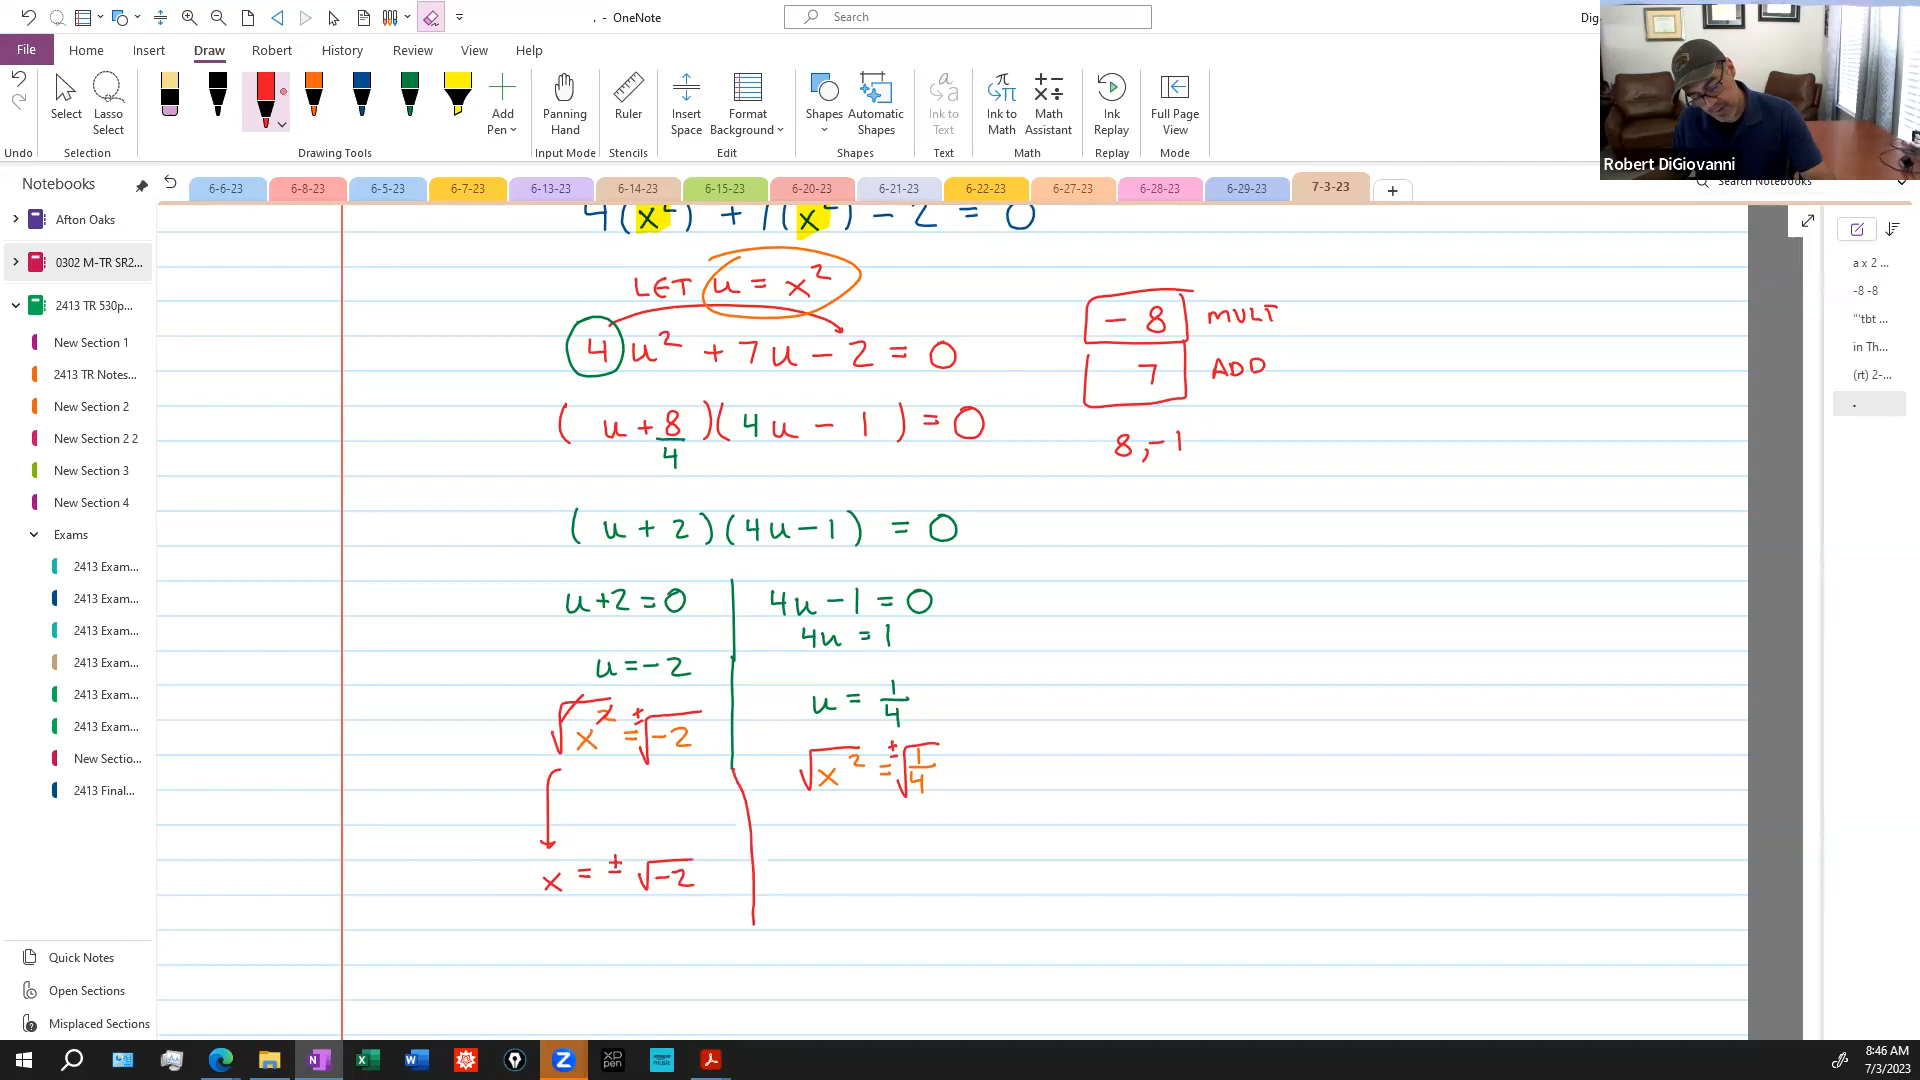 . - OneNote
Search
Dig
File Home Insert Draw Robert History Review View Help
Undo
Select
Lasso Select
Selection
Add Pen
Drawing Tools
Panning Hand
Input Mode
Ruler
Stencils
Insert Space
Format Background
Edit
Shapes
Automatic Shapes
Shapes
Ink to Text
Text
Ink to Math
Math Assistant
Math
Ink Replay
Replay
Full Page View
Mode
Robert DiGiovanni
Search Notebooks
Notebooks
6-6-23 6-8-23 6-5-23 6-7-23 6-13-23 6-14-23 6-15-23 6-20-23 6-21-23 6-22-23 6-27-23 6-28-23 6-29-23 7-3-23 +
Afton Oaks
0302 M-TR SR2...
2413 TR 530p...
New Section 1
2413 TR Notes...
New Section 2
New Section 2 2
New Section 3
New Section 4
Exams
2413 Exam...
2413 Exam...
2413 Exam...
2413 Exam...
2413 Exam...
2413 Exam...
New Sectio...
2413 Final...
Quick Notes
Open Sections
Misplaced Sections
4(x²) + 7(x²) - 2 = 0
LET u = x²
4u² + 7u - 2 = 0
(u + 8/4)(4u - 1) = 0
(u + 2)(4u - 1) = 0
u + 2 = 0
u = -2
√x² = ±√-2
x = ± √-2
4u - 1 = 0
4u = 1
u = 1/4
√x² = ±√1/4
- 8 MULT
7 ADD
8, -1
a x 2 ...
-8 -8
"'tbt ...
in Th...
(rt) 2-...
.
XP pen
amazon music
8:46 AM
7/3/2023